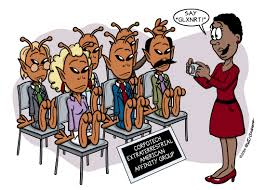 SAY
"GLXNRT!"
CORPOTECH
EXTRATERRESTRIAL
AMERICAN
AFFINITY GROUP